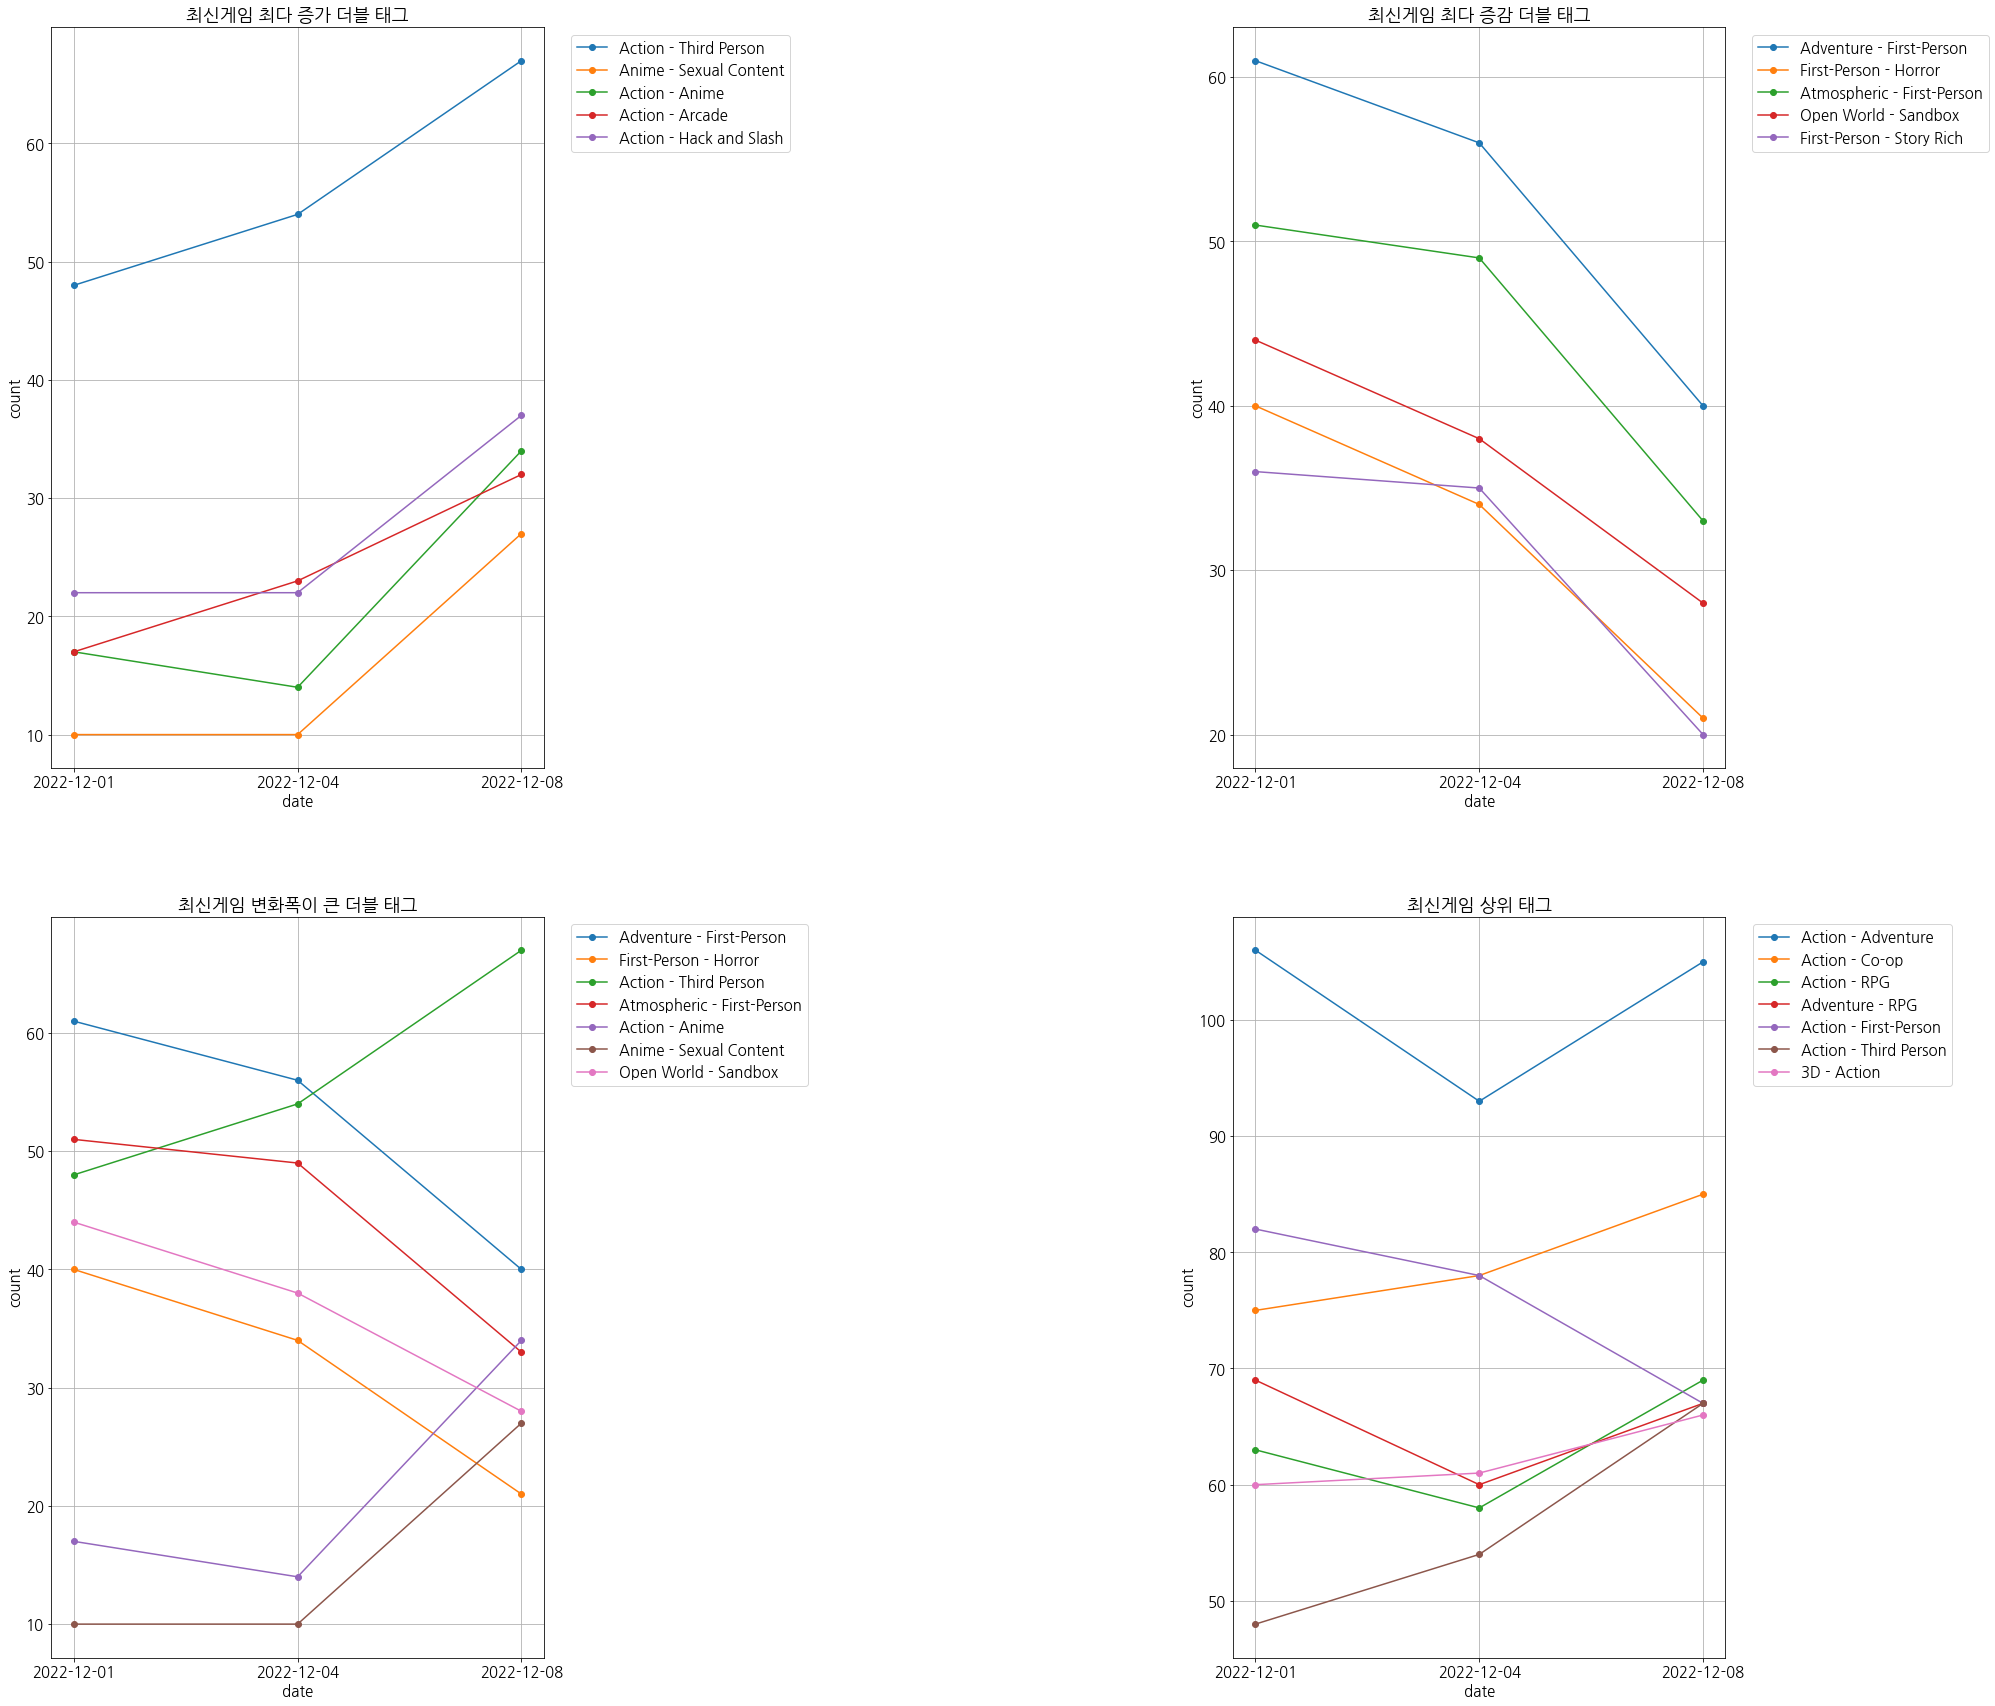 최신게임 최다 증가 더블 태그
60
50
40
30
20
10
count
2022-12-01
2022-12-04
2022-12-08
date
Action - Third Person
Anime - Sexual Content
Action - Anime
Action - Arcade
Action - Hack and Slash
최신게임 최다 증감 더블 태그
60
50
40
30
20
count
2022-12-01
2022-12-04
2022-12-08
date
Adventure - First-Person
First-Person - Horror
Atmospheric - First-Person
Open World - Sandbox
First-Person - Story Rich
최신게임 변화폭이 큰 더블 태그
60
50
40
30
20
10
count
2022-12-01
2022-12-04
2022-12-08
date
Adventure - First-Person
First-Person - Horror
Action - Third Person
Atmospheric - First-Person
Action - Anime
Anime - Sexual Content
Open World - Sandbox
최신게임 상위 태그
100
90
80
70
60
50
count
2022-12-01
2022-12-04
2022-12-08
date
Action - Adventure
Action - Co-op
Action - RPG
Adventure - RPG
Action - First-Person
Action - Third Person
3D - Action